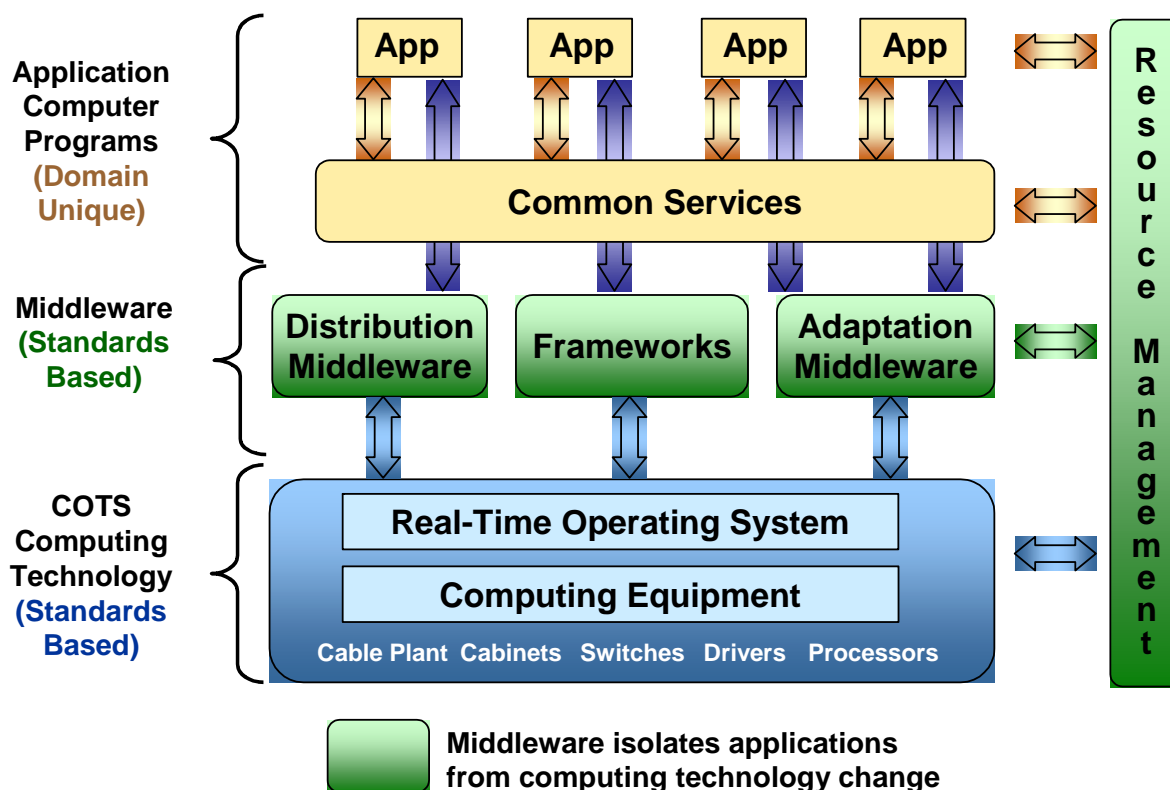 Application
Computer
Programs
(Domain
Unique)
App App App App
Common Services
Middleware
(Standards
Based)
Distribution
Middleware
Frameworks
Adaptation
Middleware
COTS
Computing
Technology
(Standards
Based)
Real-Time Operating System
Computing Equipment
Cable Plant Cabinets Switches Drivers Processors
Resource Management
Middleware isolates applications
from computing technology change